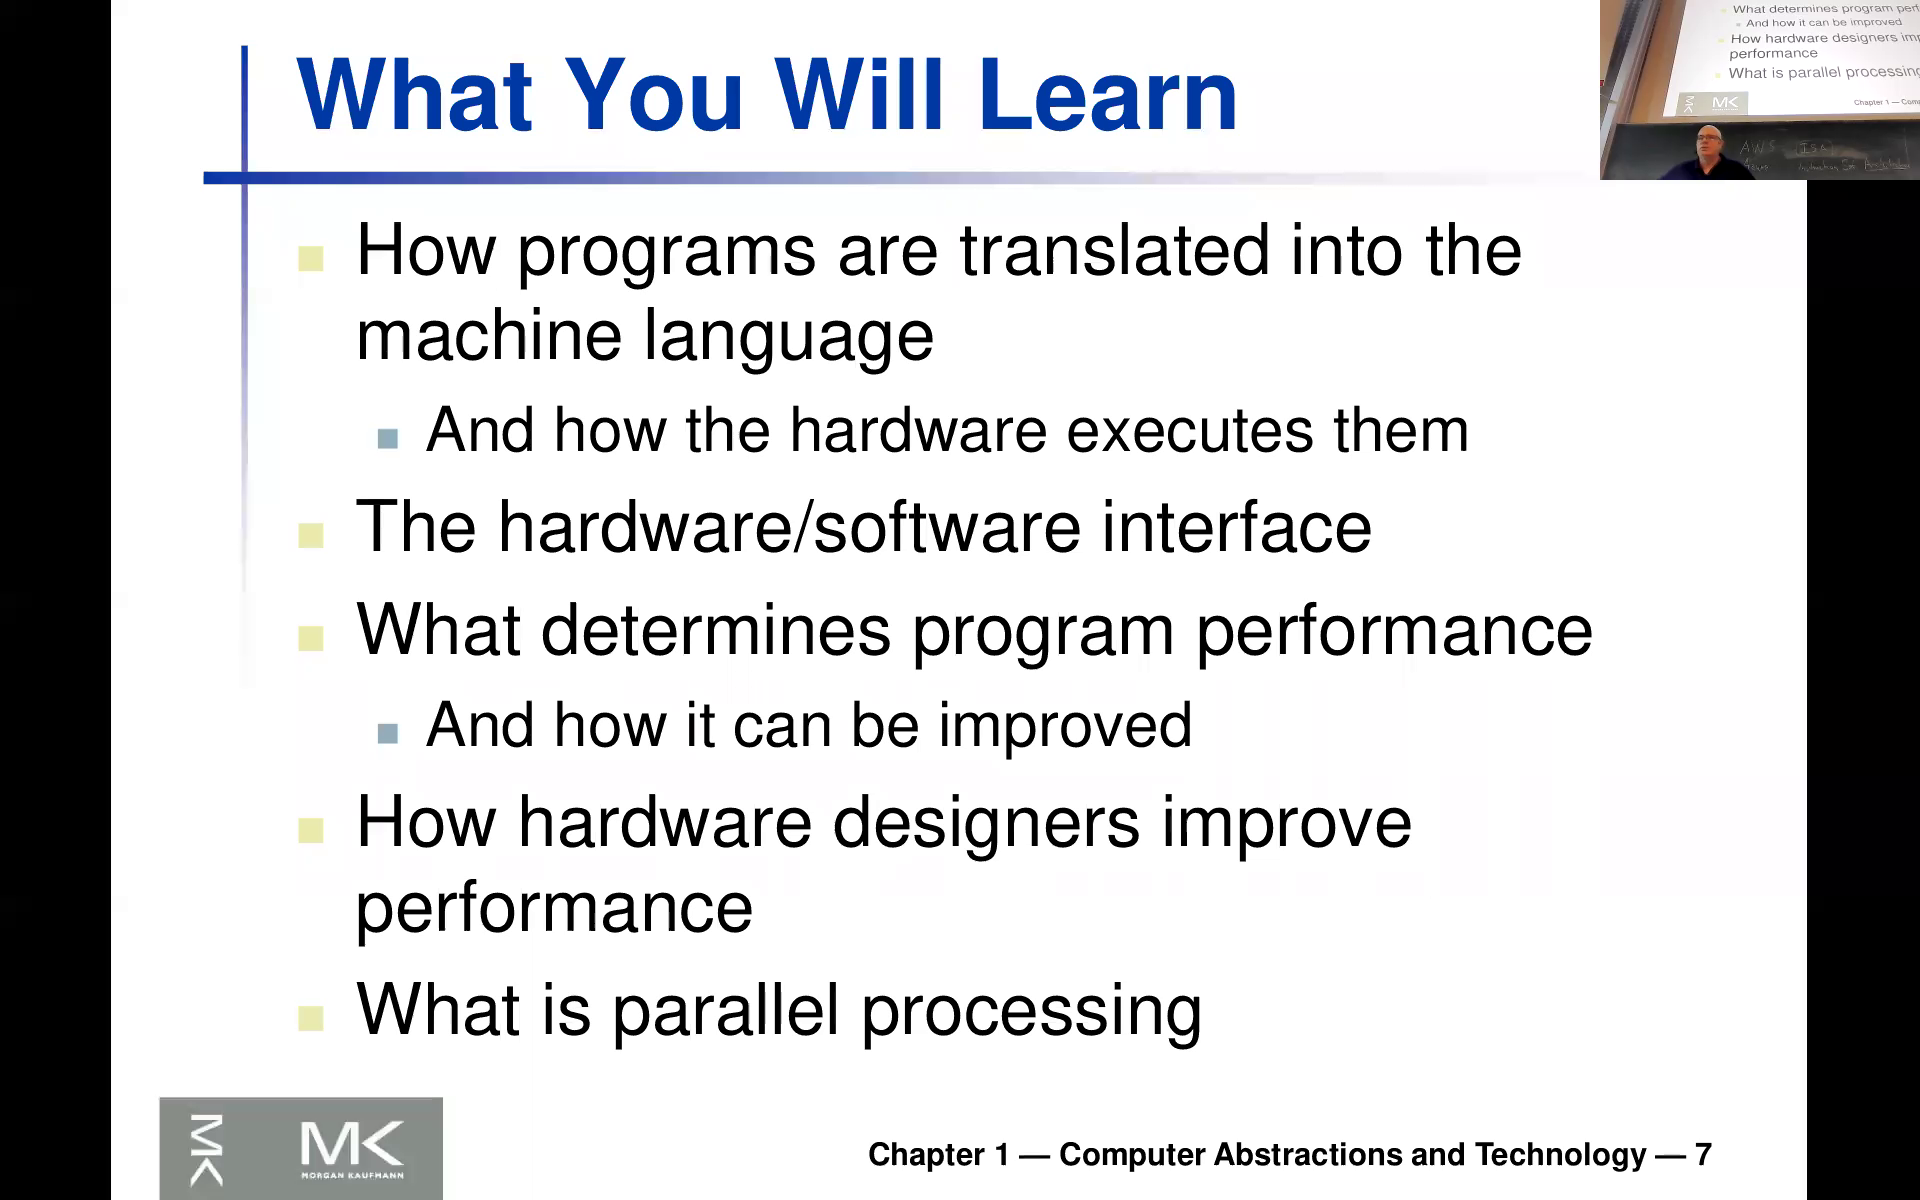 What You Will Learn
How programs are translated into the
machine language
And how the hardware executes them
The hardware/software interface
What determines program performance
And how it can be improved
How hardware designers improve
performance
What is parallel processing
MK
MK
MORGAN KAUFMANN
Chapter 1 — Computer Abstractions and Technology — 7
What determines program
And how it can be improved
How hardware designers
performance
What is parallel processing
MK
MK
Chapter 1 —
AWS ISA